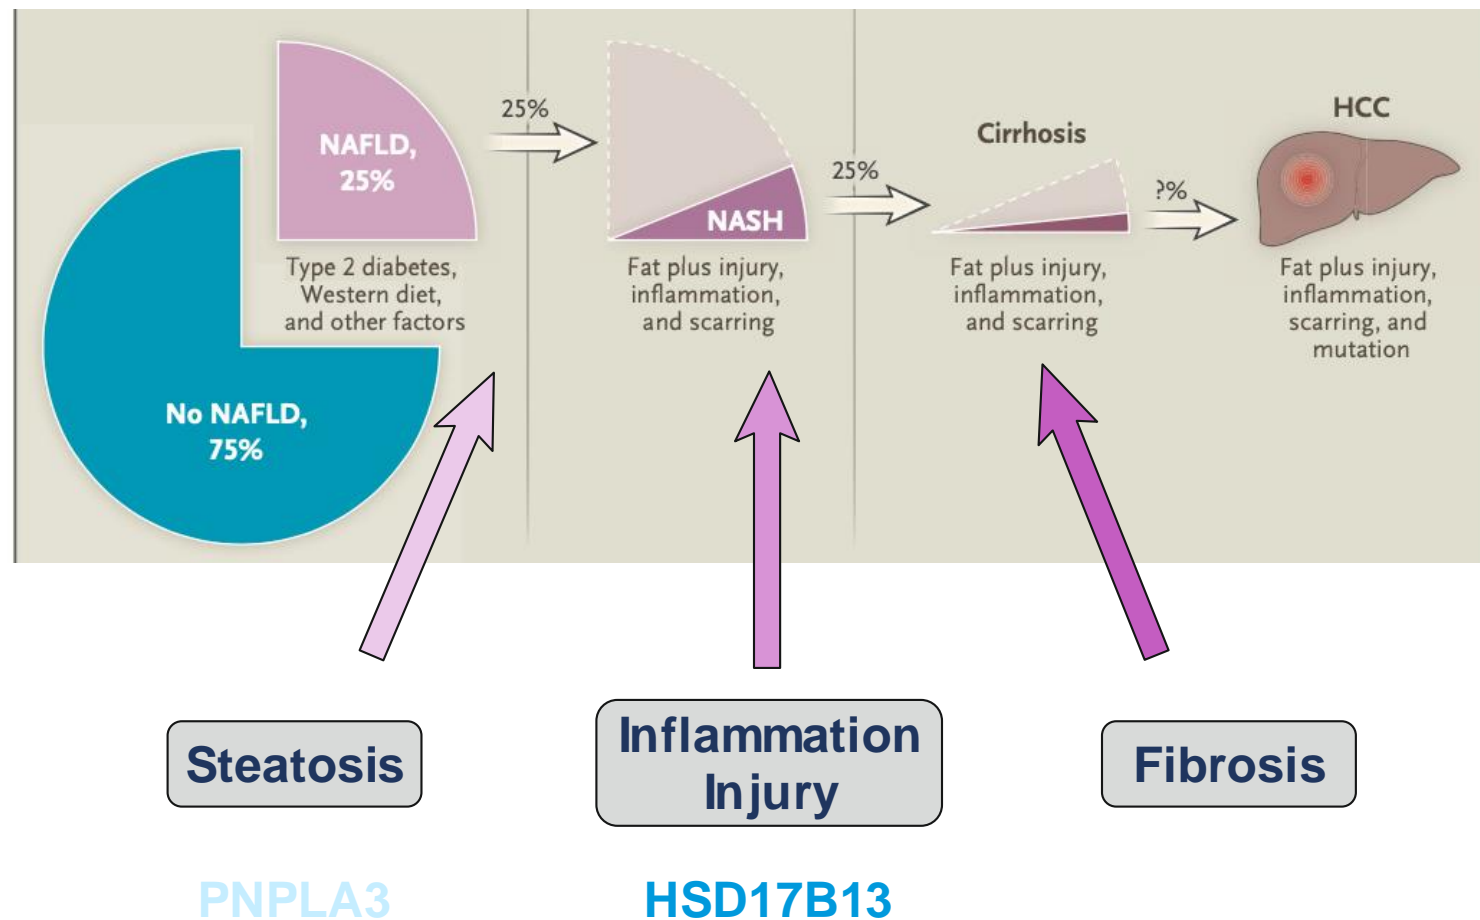 NAFLD,
25%
Type 2 diabetes,
Western diet,
and other factors
No NAFLD,
75%
25%
NASH
Fat plus injury,
inflammation,
and scarring
25%
Cirrhosis
Fat plus injury,
inflammation,
and scarring
?%
HCC
Fat plus injury,
inflammation,
scarring, and
mutation
Steatosis
Inflammation
Injury
Fibrosis
PNPLA3
HSD17B13